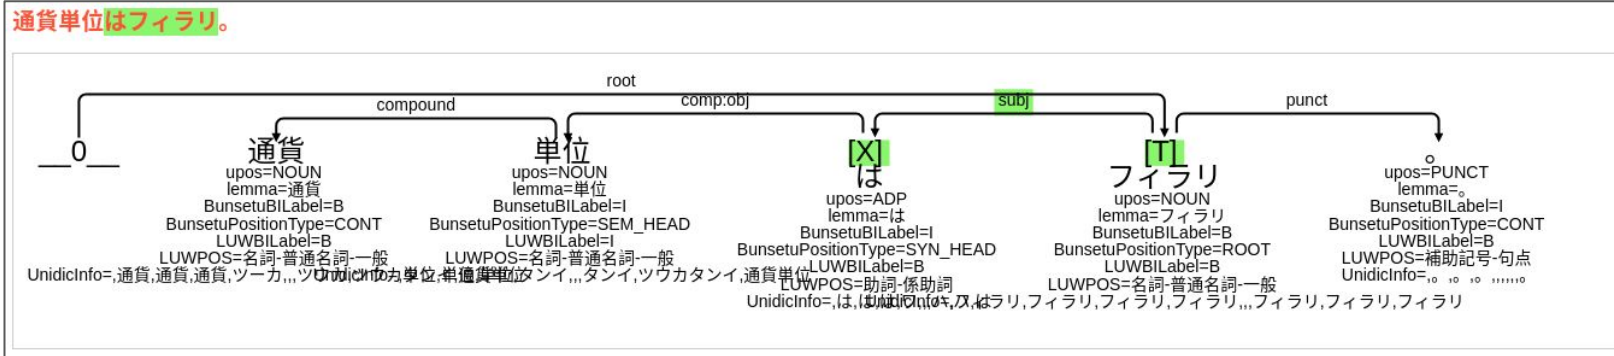 通貨単位はフィラリ。
root
compound
comp:obj
subj
punct
__0__
通貨
単位
[X]
は
[T]
フィラリ
。
upos=NOUN
lemma=通貨
BunsetuBILabel=B
BunsetuPositionType=CONT
LUWBILabel=B
LUWPOS=名詞-普通名詞-一般
upos=NOUN
lemma=単位
BunsetuBILabel=I
BunsetuPositionType=SEM_HEAD
LUWBILabel=I
LUWPOS=名詞-普通名詞-一般
upos=ADP
lemma=は
BunsetuBILabel=I
BunsetuPositionType=SYN_HEAD
LUWBILabel=B
LUWPOS=助詞-係助詞
upos=NOUN
lemma=フィラリ
BunsetuBILabel=B
BunsetuPositionType=ROOT
LUWBILabel=B
LUWPOS=名詞-普通名詞-一般
upos=PUNCT
lemma=。
BunsetuBILabel=I
BunsetuPositionType=CONT
LUWBILabel=B
LUWPOS=補助記号-句点
UnidicInfo=,。,。,。,,,,,,。